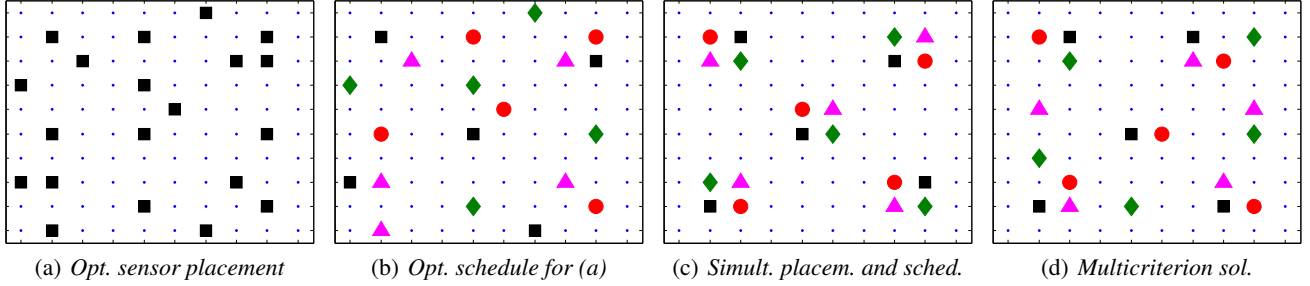 (a) Opt. sensor placement
(b) Opt. schedule for (a)
(c) Simult. placem. and sched.
(d) Multicriterion sol.